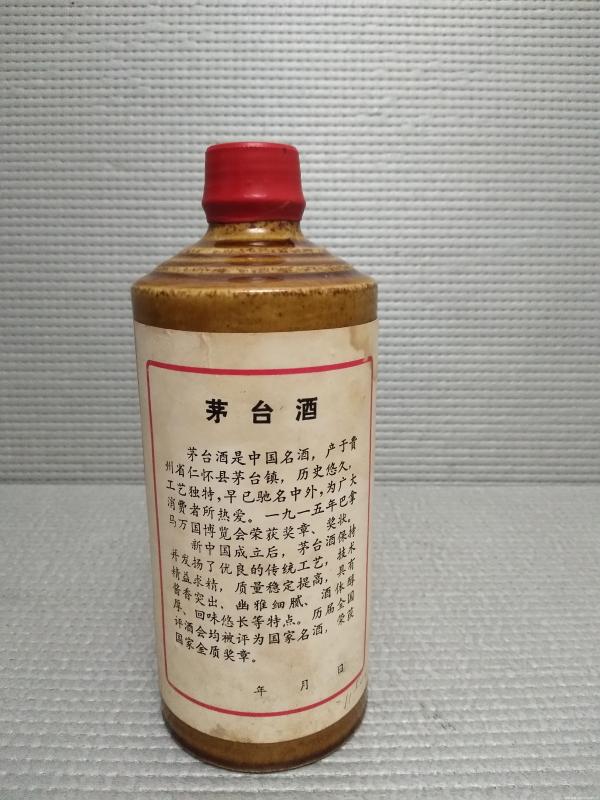 茅台酒
茅台酒是中国名酒，产于贵
州省仁怀县茅台镇，历史悠久，
工艺独特，早已驰名中外，为广大
消费者所热爱。一九一五年巴拿
马万国博览会荣获奖章、奖状。
新中国成立后，茅台酒保持
并发扬了优良的传统工艺，技术
精益求精，质量稳定提高，具有
酱香突出、幽雅细腻、酒体醇
厚、回味悠长等特点。历届全国
评酒会均被评为国家名酒，荣获
国家金质奖章。
年 月 日